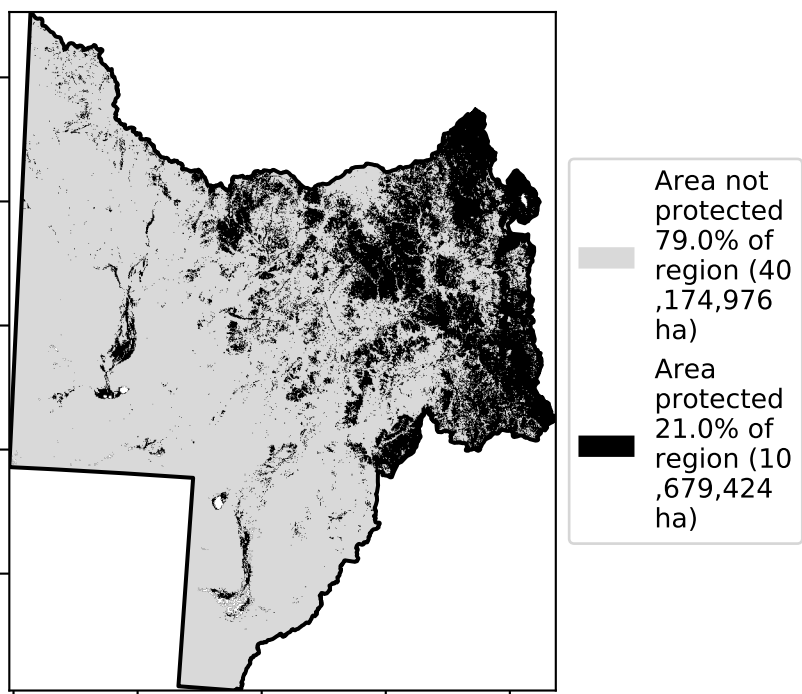 Area not
protected
79.0% of
region (40
,174,976
ha)
Area
protected
21.0% of
region (10
,679,424
ha)